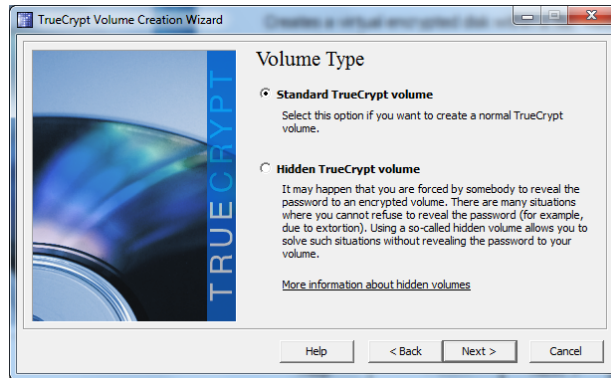 TrueCrypt Volume Creation Wizard
Creates a virtual encrypted disk
TRUECRYPT
Volume Type
Standard TrueCrypt volume
Select this option if you want to create a normal TrueCrypt
volume.
Hidden TrueCrypt volume
It may happen that you are forced by somebody to reveal the
password to an encrypted volume. There are many situations
where you cannot refuse to reveal the password (for example,
due to extortion). Using a so-called hidden volume allows you to
solve such situations without revealing the password to your
volume.
More information about hidden volumes
Help
< Back
Next >
Cancel